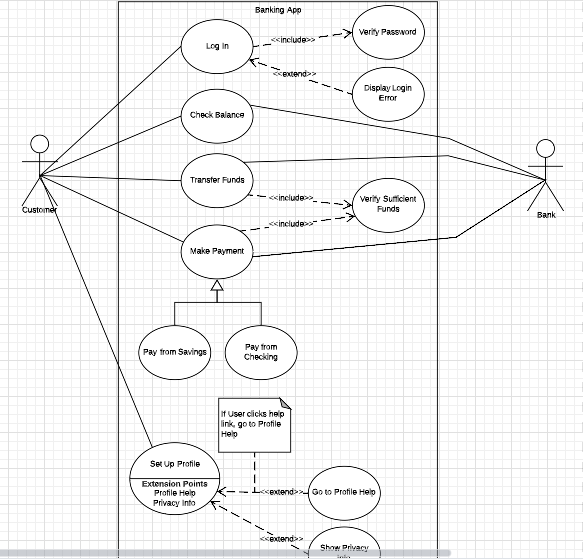 Banking App
Log In
<<include>>
Verify Password
<<extend>>
Display Login
Error
Check Balance
Transfer Funds
<<include>>
Verify Sufficient
Funds
<<include>>
Make Payment
Customer
Bank
Pay from Savings
Pay from
Checking
If User clicks help
link, go to Profile
Help
Set Up Profile
Extension Points
Profile Help
Privacy Info
<<extend>>
Go to Profile Help
<<extend>>
Show Privacy